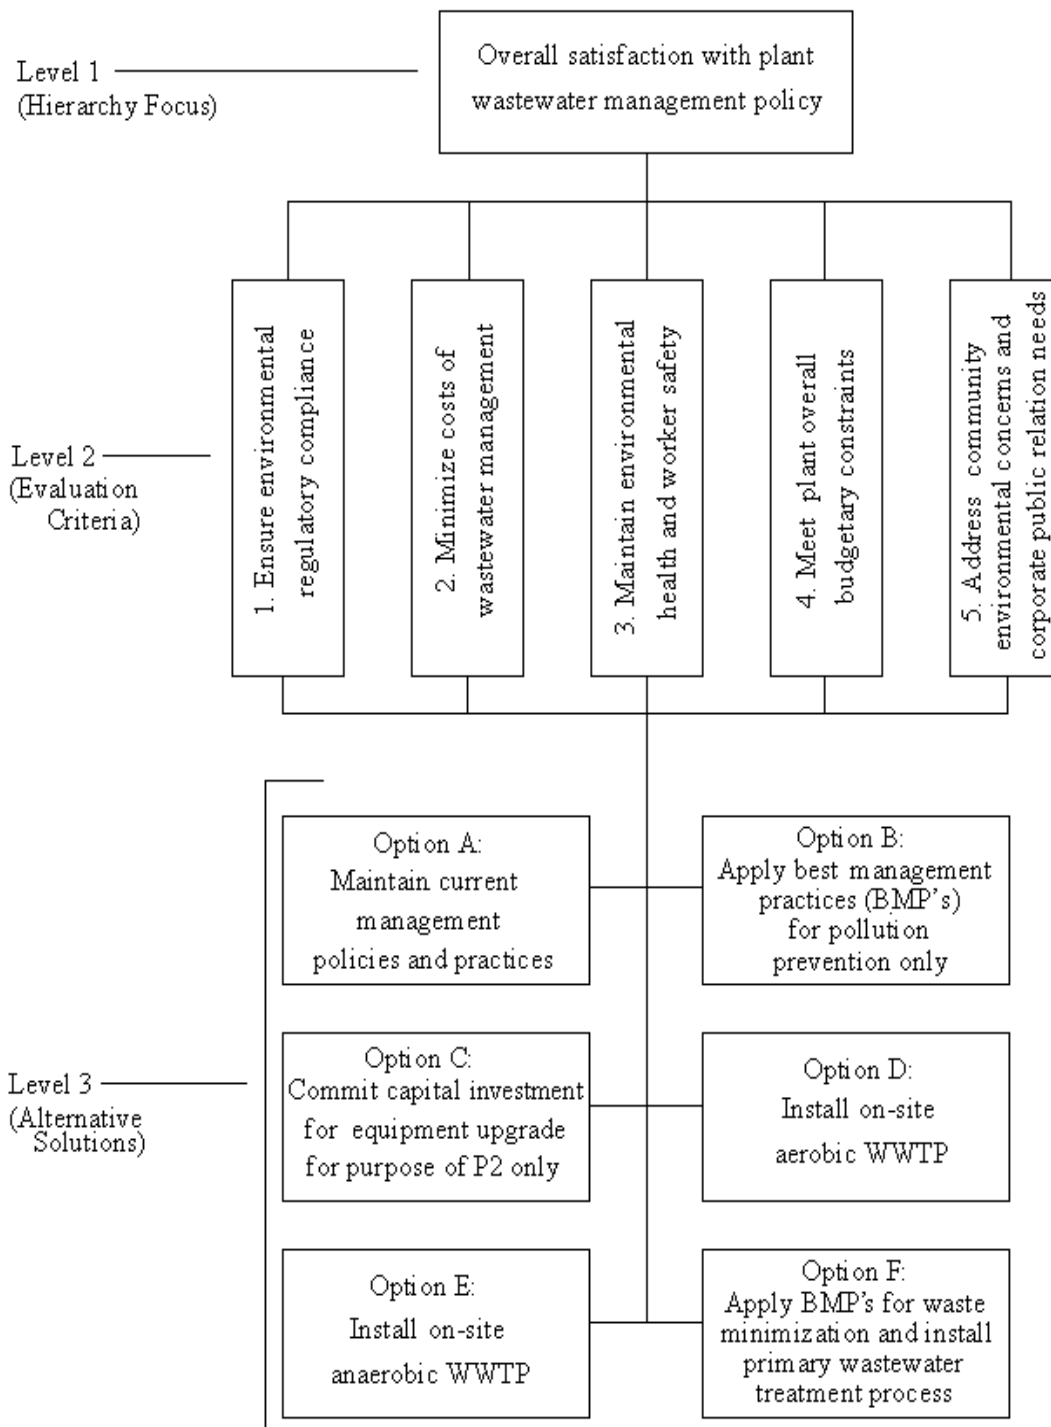 Level 1
(Hierarchy Focus)
Overall satisfaction with plant
wastewater management policy
Level 2
(Evaluation
Criteria)
1. Ensure environmental
regulatory compliance
2. Minimize costs of
wastewater management
3. Maintain environmental
health and worker safety
4. Meet plant overall
budgetary constraints
5. Address community
environmental concerns and
corporate public relation needs
Level 3
(Alternative
Solutions)
Option A:
Maintain current
management
policies and practices
Option B:
Apply best management
practices (BMP's)
for pollution
prevention only
Option C:
Commit capital investment
for equipment upgrade
for purpose of P2 only
Option D:
Install on-site
aerobic WWTP
Option E:
Install on-site
anaerobic WWTP
Option F:
Apply BMP's for waste
minimization and install
primary wastewater
treatment process